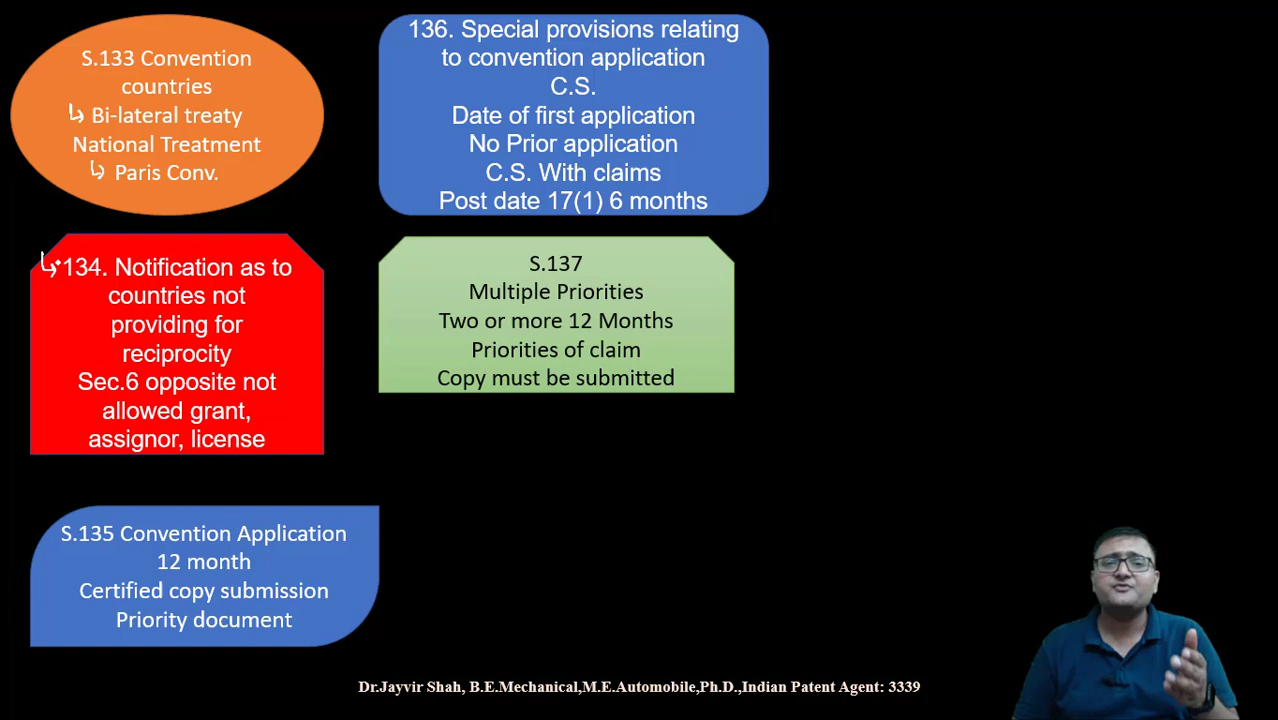 S.133 Convention
countries
↳ Bi-lateral treaty
National Treatment
↳ Paris Conv.
↳ 134. Notification as to
countries not
providing for
reciprocity
Sec.6 opposite not
allowed grant,
assignor, license
S.135 Convention Application
12 month
Certified copy submission
Priority document
136. Special provisions relating
to convention application
C.S.
Date of first application
No Prior application
C.S. With claims
Post date 17(1) 6 months
S.137
Multiple Priorities
Two or more 12 Months
Priorities of claim
Copy must be submitted
Dr.Jayvir Shah, B.E.Mechanical,M.E.Automobile,Ph.D.,Indian Patent Agent: 3339